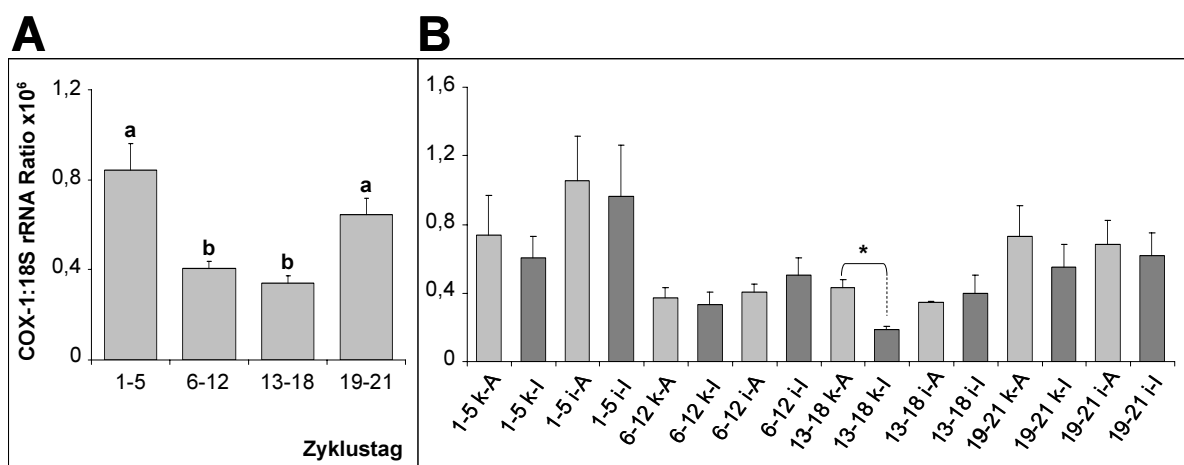 A
COX-1:18S rRNA Ratio x10⁶
1,2
0,8
0,4
0
a
b
b
a
1-5 6-12 13-18 19-21
Zyklustag
B
1,6
1,2
0,8
0,4
0
*
1-5 k-A
1-5 k-I
1-5 i-A
1-5 i-I
6-12 k-A
6-12 k-I
6-12 i-A
6-12 i-I
13-18 k-A
13-18 k-I
13-18 i-A
13-18 i-I
19-21 k-A
19-21 k-I
19-21 i-A
19-21 i-I